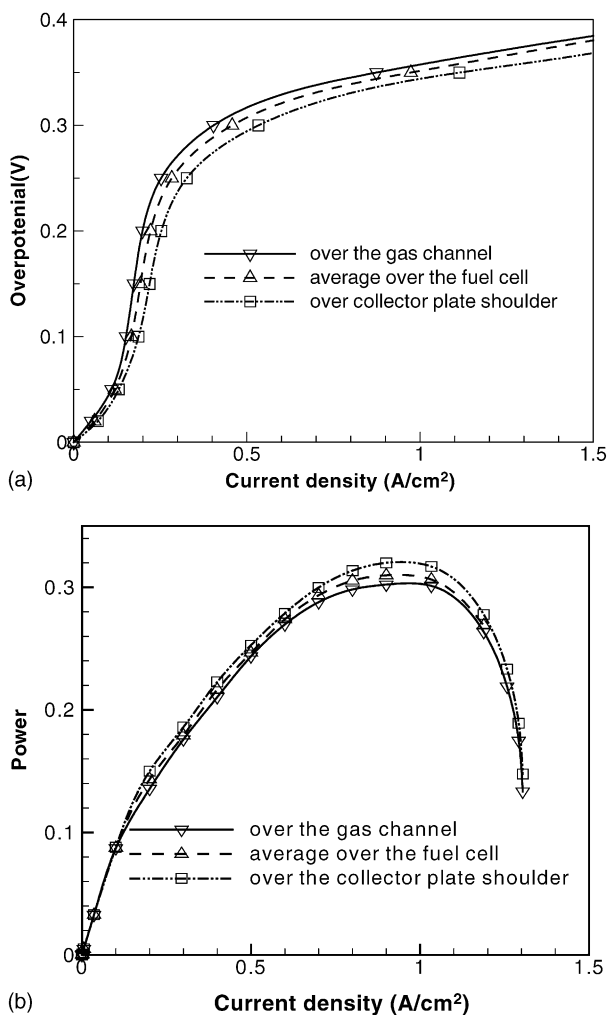 0.4
0.3
0.2
0.1
0
Overpotenial(V)
over the gas channel
average over the fuel cell
over collector plate shoulder
0 0.5 1 1.5
Current density (A/cm²)
(a)
0.3
0.2
0.1
0
Power
over the gas channel
average over the fuel cell
over the collector plate shoulder
0 0.5 1 1.5
Current density (A/cm²)
(b)